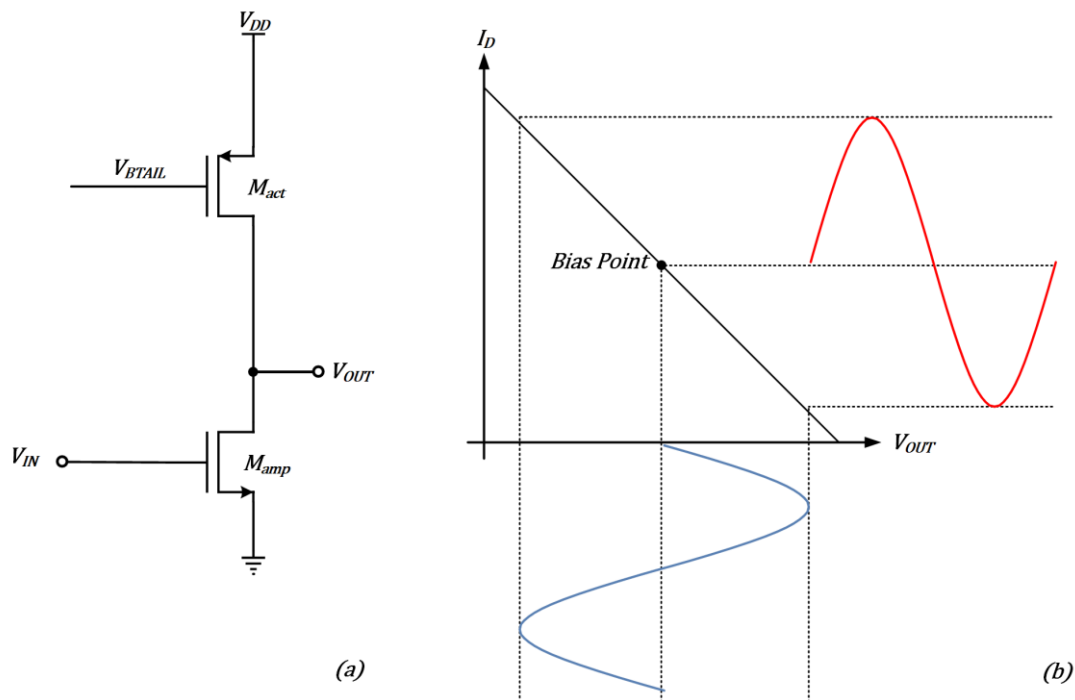 V_DD
V_BTAIL
M_act
V_OUT
V_IN
M_amp
(a)
I_D
Bias Point
V_OUT
(b)